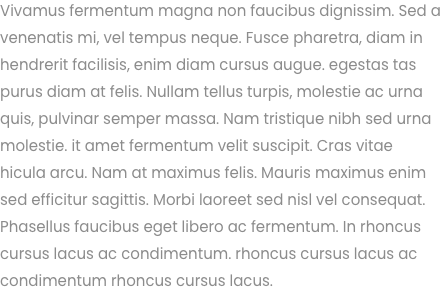 Vivamus fermentum magna non faucibus dignissim. Sed a
venenatis mi, vel tempus neque. Fusce pharetra, diam in
hendrerit facilisis, enim diam cursus augue. egestas tas
purus diam at felis. Nullam tellus turpis, molestie ac urna
quis, pulvinar semper massa. Nam tristique nibh sed urna
molestie. it amet fermentum velit suscipit. Cras vitae
hicula arcu. Nam at maximus felis. Mauris maximus enim
sed efficitur sagittis. Morbi laoreet sed nisl vel consequat.
Phasellus faucibus eget libero ac fermentum. In rhoncus
cursus lacus ac condimentum. rhoncus cursus lacus ac
condimentum rhoncus cursus lacus.